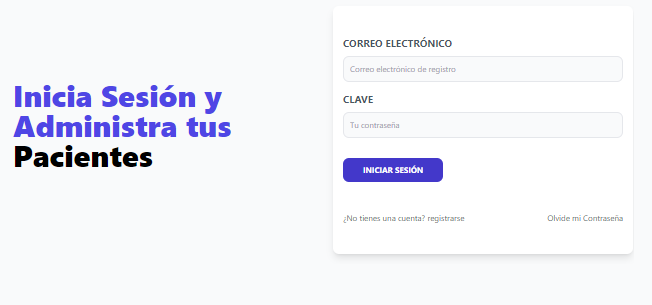 Inicia Sesión y
Administra tus
Pacientes
CORREO ELECTRÓNICO
Correo electrónico de registro
CLAVE
Tu contraseña
INICIAR SESIÓN
¿No tienes una cuenta? registrarse
Olvide mi Contraseña